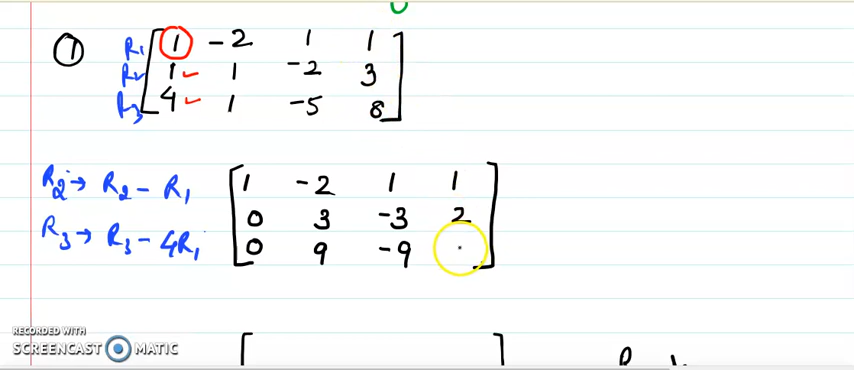 1
R1 1 -2 1 1
R2 1 1 -2 3
R3 4 1 -5 8
R2 → R2 - R1 1 -2 1 1
0 3 -3 2
R3 → R3 - 4R1 0 9 -9
RECORDED WITH
SCREENCAST MATIC